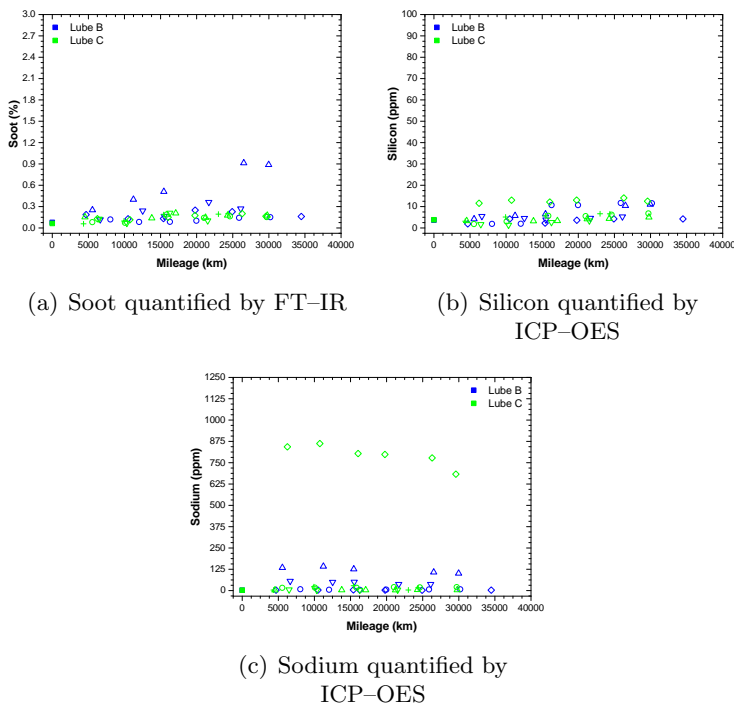 Lube B
Lube C
3.0
2.7
2.4
2.1
1.8
1.5
1.2
0.9
0.6
0.3
0.0
Soot (%)
0 5000 10000 15000 20000 25000 30000 35000 40000
Mileage (km)
(a) Soot quantified by FT–IR
Lube B
Lube C
100
90
80
70
60
50
40
30
20
10
0
Silicon (ppm)
0 5000 10000 15000 20000 25000 30000 35000 40000
Mileage (km)
(b) Silicon quantified by
ICP–OES
Lube B
Lube C
1250
1125
1000
875
750
625
500
375
250
125
0
Sodium (ppm)
0 5000 10000 15000 20000 25000 30000 35000 40000
Mileage (km)
(c) Sodium quantified by
ICP–OES